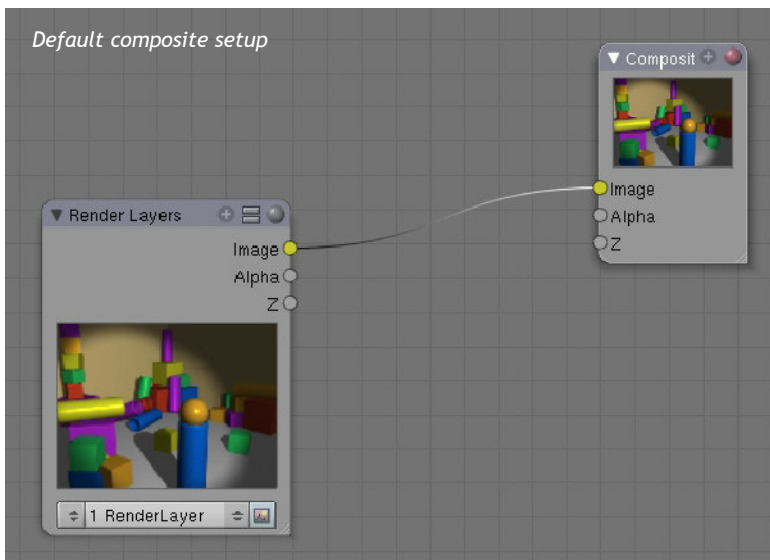 Default composite setup
Composit
Image
Alpha
Z
Render Layers
Image
Alpha
Z
1 RenderLayer